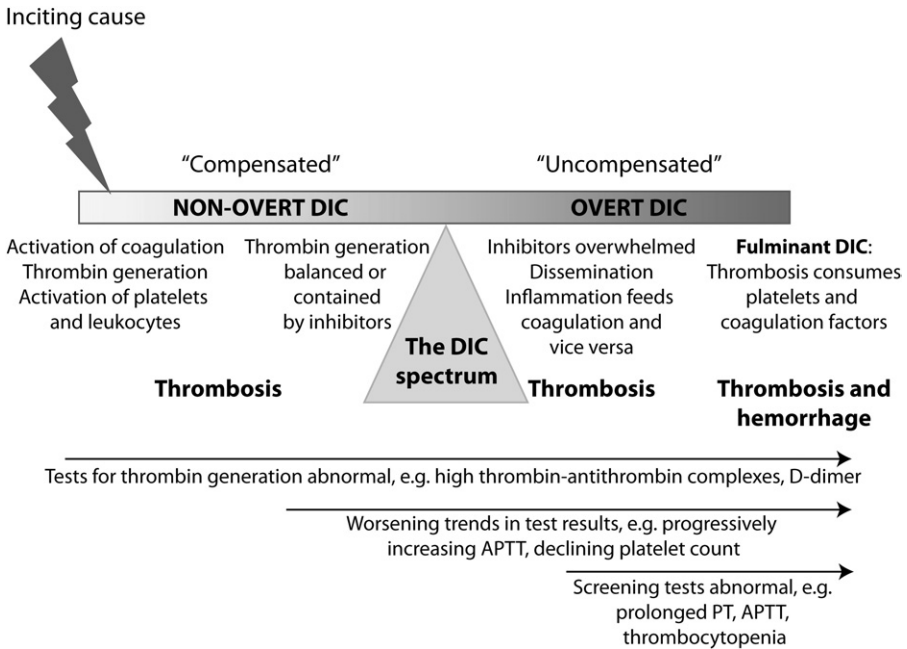 Inciting cause
“Compensated”
“Uncompensated”
NON-OVERT DIC
OVERT DIC
Activation of coagulation
Thrombin generation
Activation of platelets
and leukocytes
Thrombin generation
balanced or
contained
by inhibitors
Inhibitors overwhelmed
Dissemination
Inflammation feeds
coagulation and
vice versa
Fulminant DIC:
Thrombosis consumes
platelets and
coagulation factors
The DIC
spectrum
Thrombosis
Thrombosis
Thrombosis and
hemorrhage
Tests for thrombin generation abnormal, e.g. high thrombin-antithrombin complexes, D-dimer
Worsening trends in test results, e.g. progressively
increasing APTT, declining platelet count
Screening tests abnormal, e.g.
prolonged PT, APTT,
thrombocytopenia